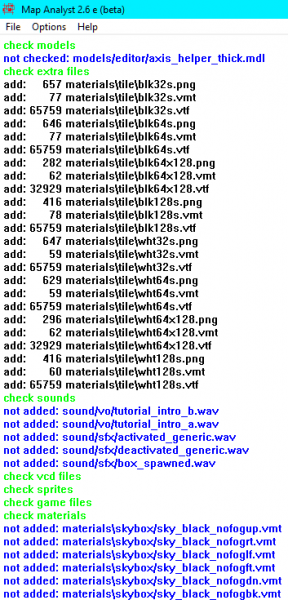 Map Analyst 2.6 e (beta)
File Options Help
check models
not checked: models/editor/axis_helper_thick.mdl
check extra files
add: 657 materials\tile\blk32s.png
add: 77 materials\tile\blk32s.vmt
add: 65759 materials\tile\blk32s.vtf
add: 646 materials\tile\blk64s.png
add: 77 materials\tile\blk64s.vmt
add: 65759 materials\tile\blk64s.vtf
add: 282 materials\tile\blk64x128.png
add: 62 materials\tile\blk64x128.vmt
add: 32929 materials\tile\blk64x128.vtf
add: 416 materials\tile\blk128s.png
add: 78 materials\tile\blk128s.vmt
add: 65759 materials\tile\blk128s.vtf
add: 647 materials\tile\wht32s.png
add: 59 materials\tile\wht32s.vmt
add: 65759 materials\tile\wht32s.vtf
add: 629 materials\tile\wht64s.png
add: 59 materials\tile\wht64s.vmt
add: 65759 materials\tile\wht64s.vtf
add: 296 materials\tile\wht64x128.png
add: 62 materials\tile\wht64x128.vmt
add: 32929 materials\tile\wht64x128.vtf
add: 416 materials\tile\wht128s.png
add: 60 materials\tile\wht128s.vmt
add: 65759 materials\tile\wht128s.vtf
check sounds
not added: sound/vo/tutorial_intro_b.wav
not added: sound/vo/tutorial_intro_a.wav
not added: sound/sfx/activated_generic.wav
not added: sound/sfx/deactivated_generic.wav
not added: sound/sfx/box_spawned.wav
check vcd files
check sprites
check game files
check materials
not added: materials\skybox/sky_black_nofogup.vmt
not added: materials\skybox/sky_black_nofogrt.vmt
not added: materials\skybox/sky_black_nofoglf.vmt
not added: materials\skybox/sky_black_nofogft.vmt
not added: materials\skybox/sky_black_nofogdn.vmt
not added: materials\skybox/sky_black_nofogbk.vmt